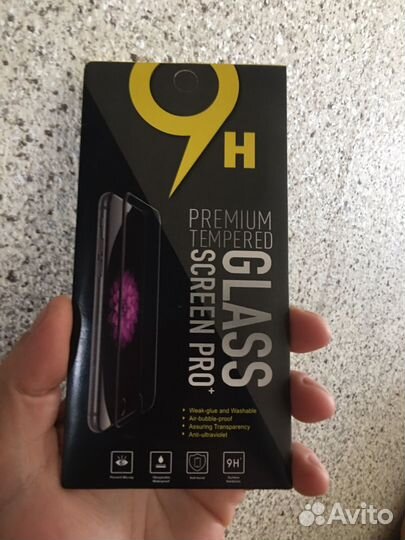 9H
PREMIUM
TEMPERED
GLASS
SCREEN PRO+
Weak-glue and Washable
Air-bubble-proof
Assuring Transparency
Anti-ultraviolet
9H
Avito